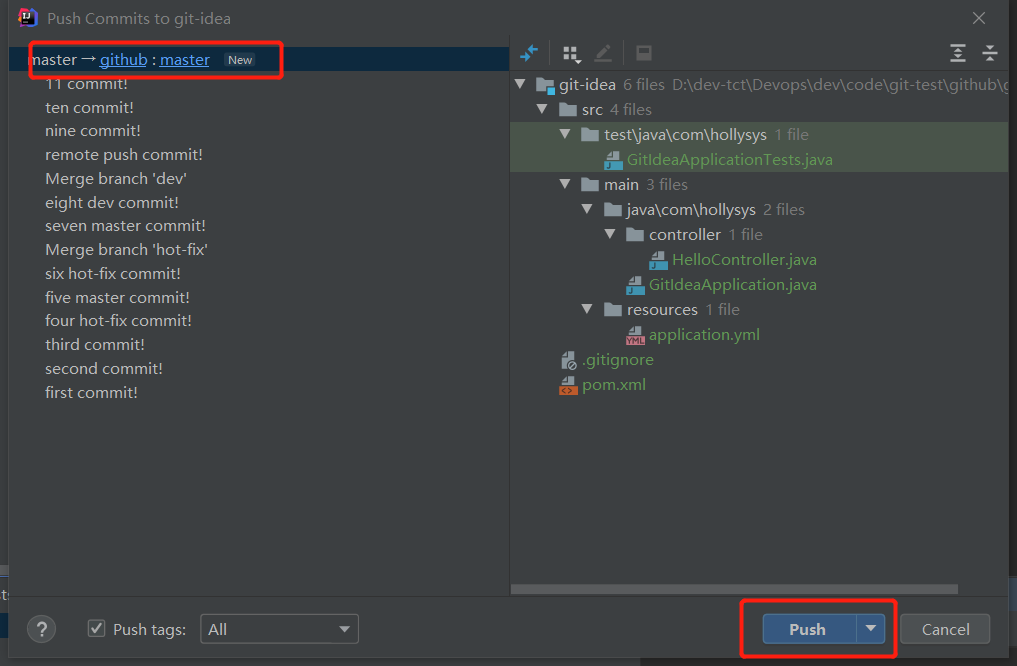 Push Commits to git-idea
master → github : master New
11 commit!
ten commit!
nine commit!
remote push commit!
Merge branch 'dev'
eight dev commit!
seven master commit!
Merge branch 'hot-fix'
six hot-fix commit!
five master commit!
four hot-fix commit!
third commit!
second commit!
first commit!
git-idea 6 files D:\dev-tct\Devops\dev\code\git-test\github\g
src 4 files
test\java\com\hollysys 1 file
GitIdeaApplicationTests.java
main 3 files
java\com\hollysys 2 files
controller 1 file
HelloController.java
GitIdeaApplication.java
resources 1 file
application.yml
.gitignore
pom.xml
? Push tags: All Push Cancel